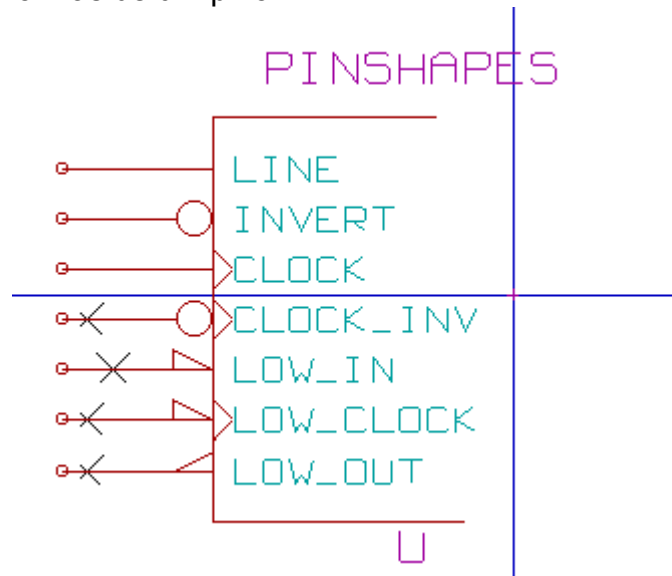 PINSHAPES
LINE
INVERT
CLOCK
CLOCK_INV
LOW_IN
LOW_CLOCK
LOW_OUT
U